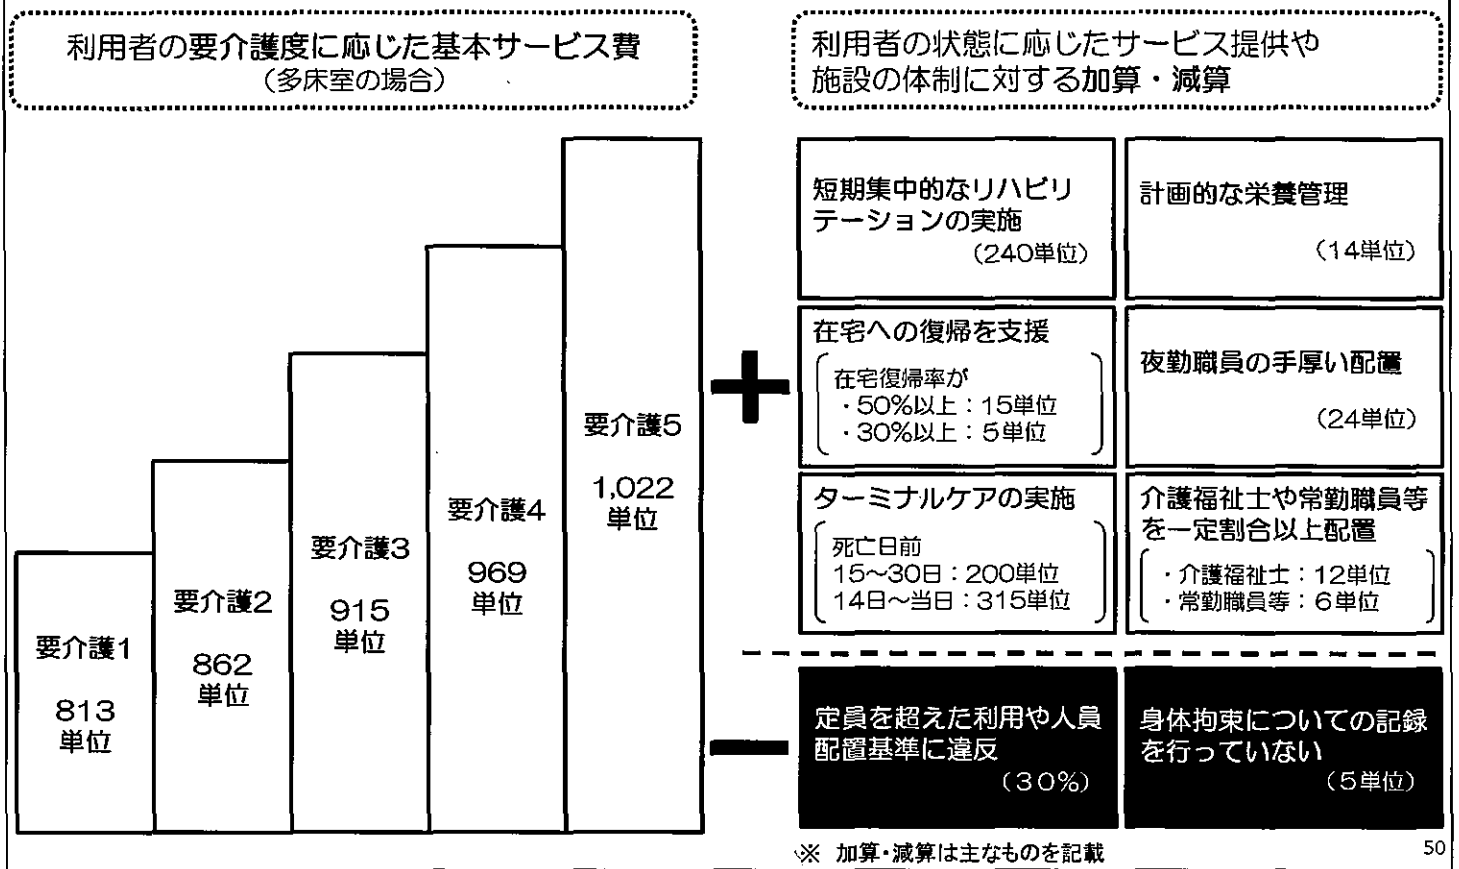 利用者の要介護度に応じた基本サービス費
（多床室の場合）
利用者の状態に応じたサービス提供や
施設の体制に対する加算・減算
要介護1
813
単位
要介護2
862
単位
要介護3
915
単位
要介護4
969
単位
要介護5
1,022
単位
＋
短期集中的なリハビリ
テーションの実施
（240単位）
計画的な栄養管理
（14単位）
在宅への復帰を支援
在宅復帰率が
・50%以上：15単位
・30%以上：5単位
夜勤職員の手厚い配置
（24単位）
ターミナルケアの実施
死亡日前
15～30日：200単位
14日～当日：315単位
介護福祉士や常勤職員等
を一定割合以上配置
・介護福祉士：12単位
・常勤職員等：6単位
－
定員を超えた利用や人員
配置基準に違反
（３０%）
身体拘束についての記録
を行っていない
（５単位）
※ 加算・減算は主なものを記載
50